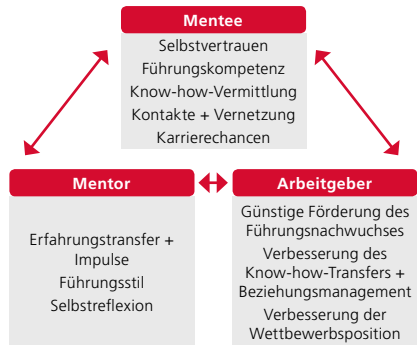 Mentee
Selbstvertrauen
Führungskompetenz
Know-how-Vermittlung
Kontakte + Vernetzung
Karrierechancen
Mentor
Erfahrungstransfer +
Impulse
Führungsstil
Selbstreflexion
Arbeitgeber
Günstige Förderung des
Führungsnachwuchses
Verbesserung des
Know-how-Transfers +
Beziehungsmanagement
Verbesserung der
Wettbewerbsposition